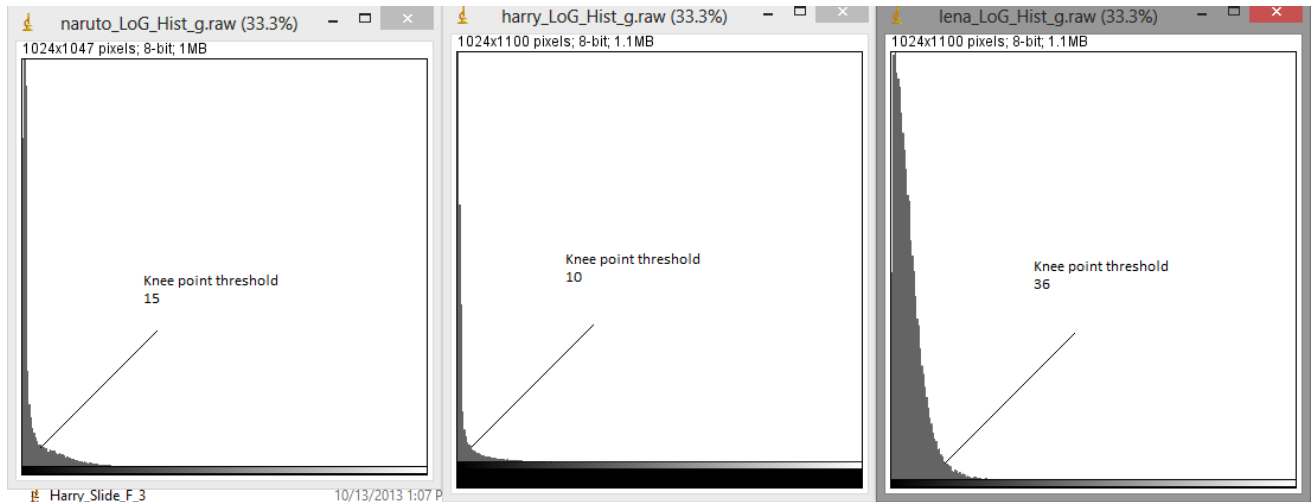 naruto_LoG_Hist_g.raw (33.3%)
1024x1047 pixels; 8-bit; 1MB
Knee point threshold
15
harry_LoG_Hist_g.raw (33.3%)
1024x1100 pixels; 8-bit; 1.1MB
Knee point threshold
10
lena_LoG_Hist_g.raw (33.3%)
1024x1100 pixels; 8-bit; 1.1MB
Knee point threshold
36
Harry_Slide_F_3 10/13/2013 1:07 P